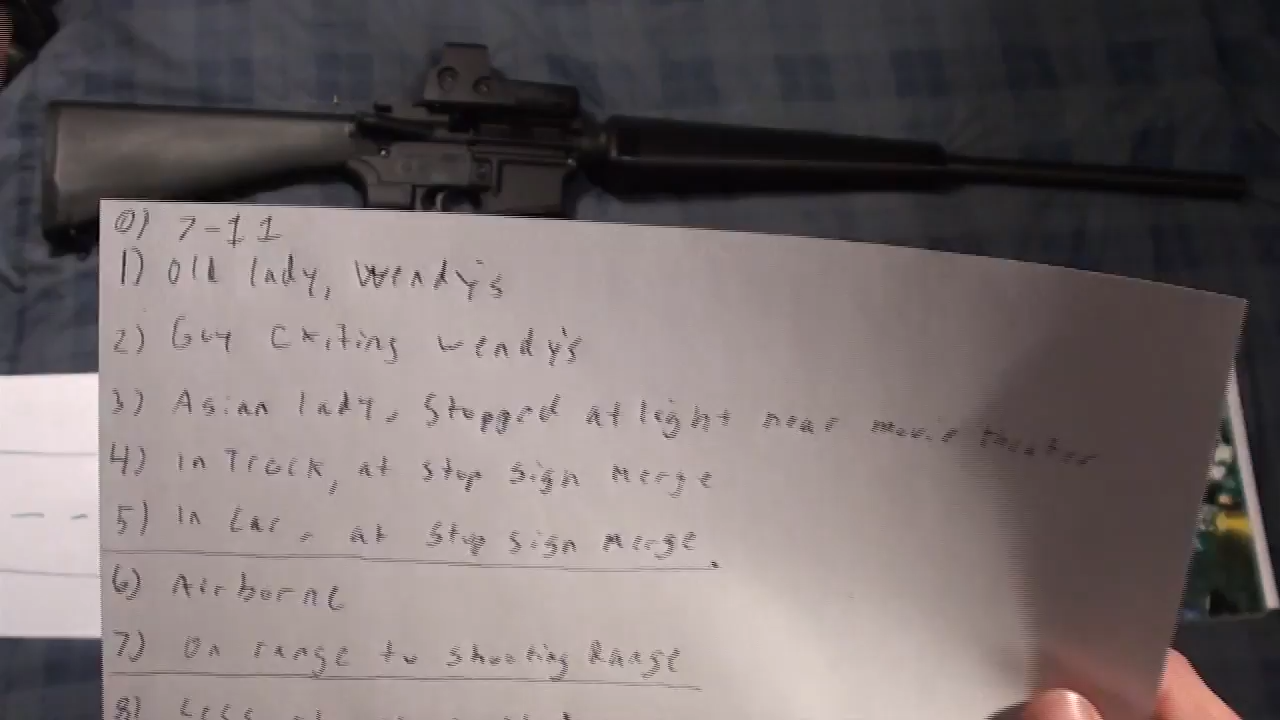 0) 7-11
1) Old lady, Wendy's
2) Guy Exiting Wendy's
3) Asian lady, Stopped at light near movie theater
4) in Truck, at stop sign Merge
5) in Car, at Stop sign Merge.
6) Airborne
7) On range to shooting Range
8)